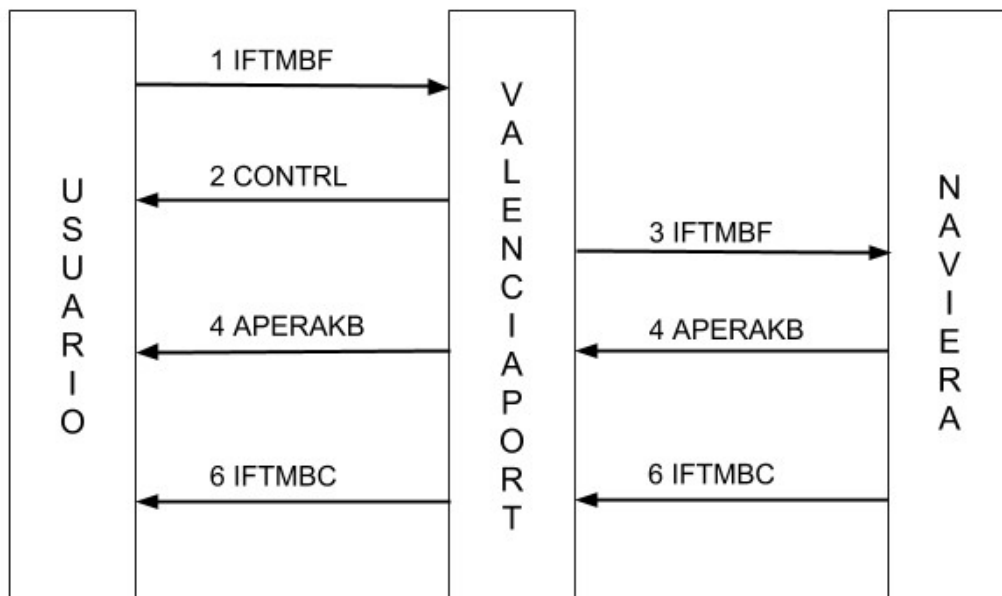 1 IFTMBF
2 CONTRL
3 IFTMBF
4 APERAKB
4 APERAKB
6 IFTMBC
6 IFTMBC
USUARIO
VALENCIAPORT
NAVIERA